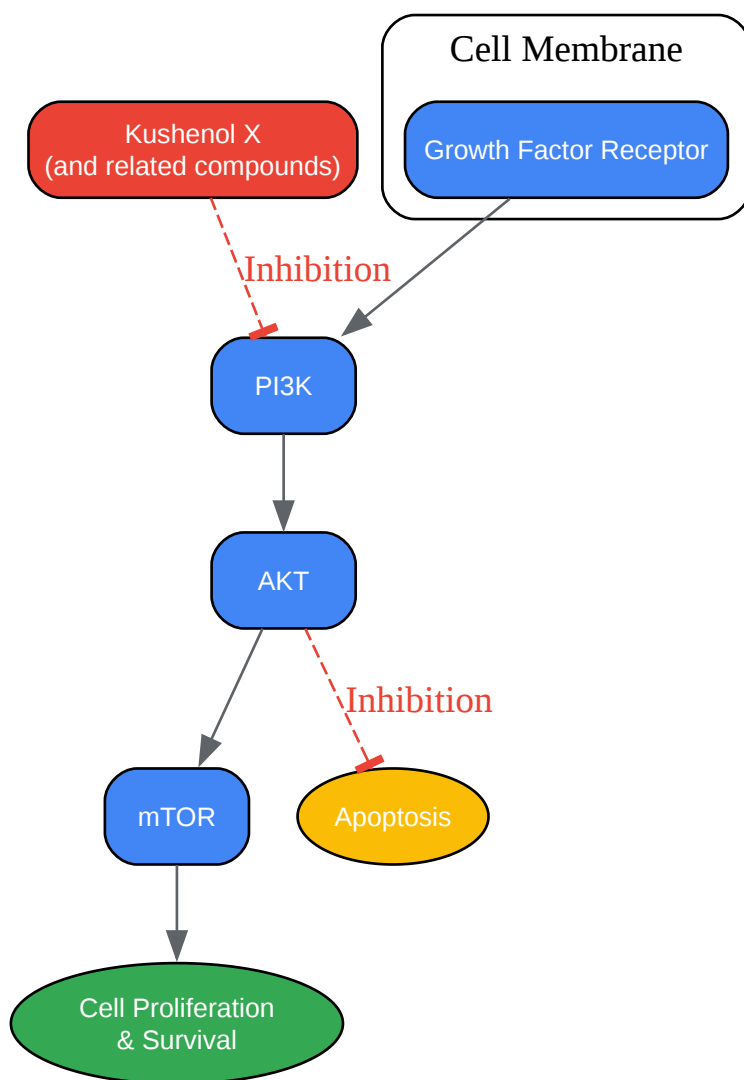 Cell Membrane
Kushenol X
(and related compounds)
Growth Factor Receptor
Inhibition
PI3K
AKT
Inhibition
mTOR
Apoptosis
Cell Proliferation
& Survival